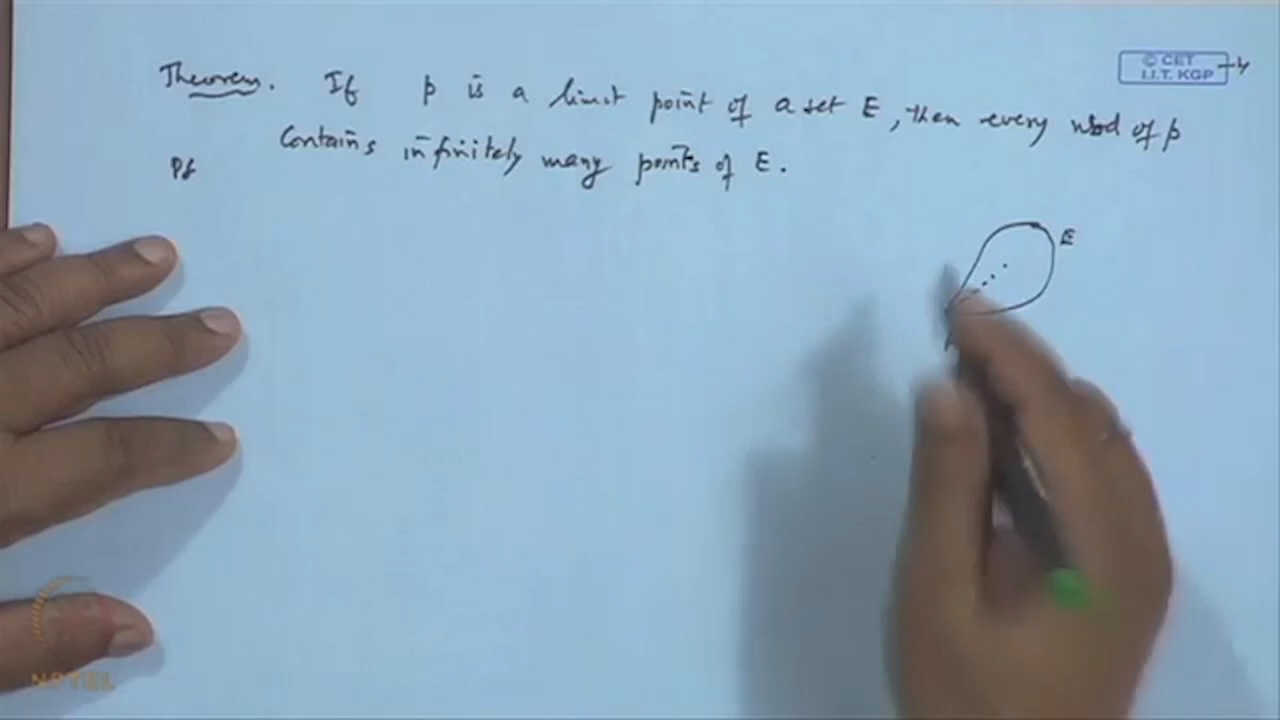 Theorem. If p is a limit point of a set E, then every nbd of p
Contains infinitely many points of E.
Pf
E
© CET
I.I.T. KGP
NPTEL